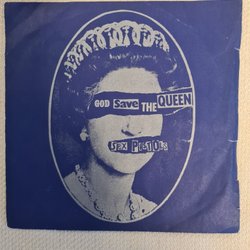 GOD Save THE QUEEN
SEX PISTOLS